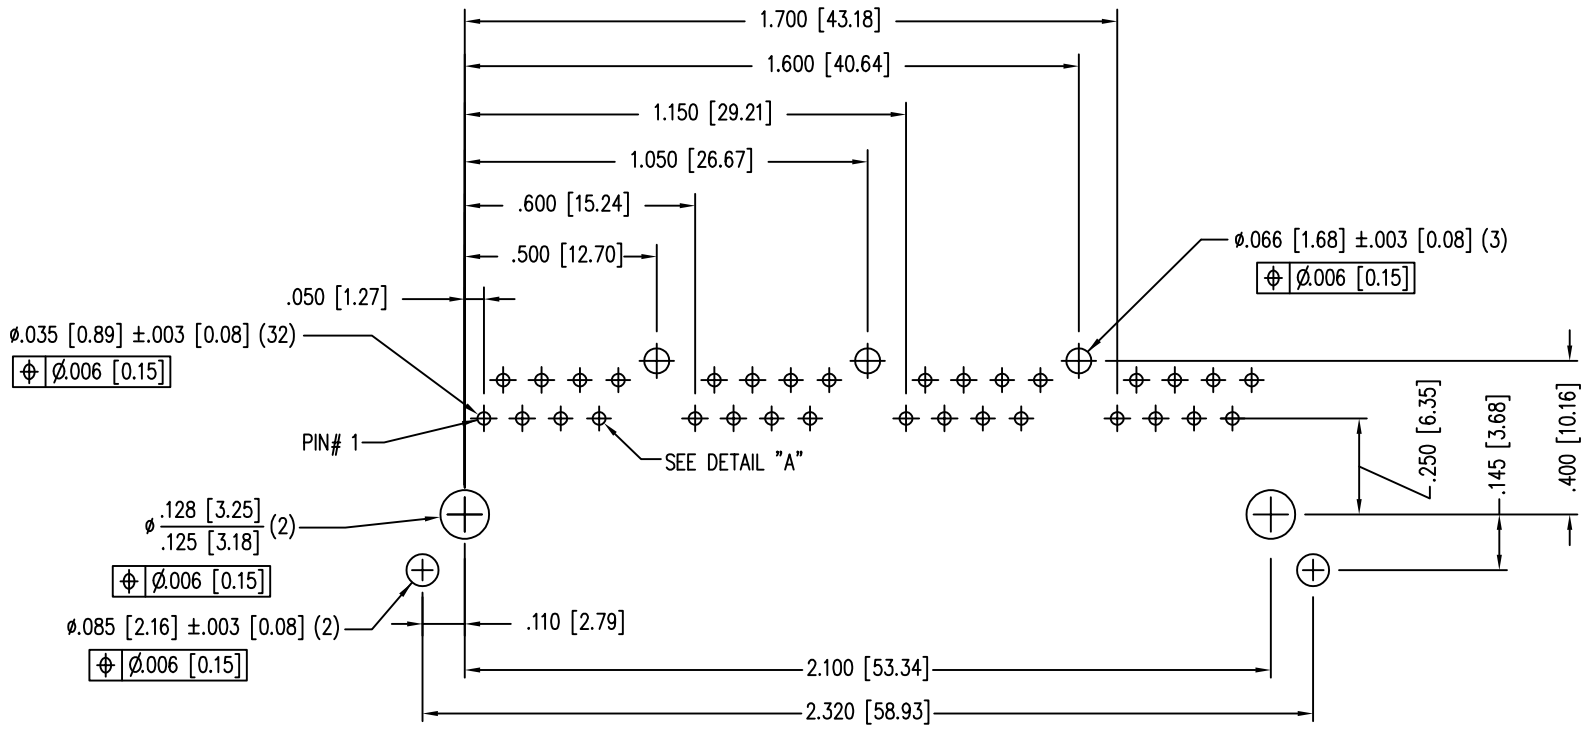 1.700 [43.18]
1.600 [40.64]
1.150 [29.21]
1.050 [26.67]
.600 [15.24]
.500 [12.70]
ø.066 [1.68] ±.003 [0.08] (3)
⌖ Ø.006 [0.15]
.050 [1.27]
ø.035 [0.89] ±.003 [0.08] (32)
⌖ Ø.006 [0.15]
PIN# 1
SEE DETAIL "A"
.250 [6.35]
.145 [3.68]
.400 [10.16]
ø .128 [3.25] (2)
.125 [3.18]
⌖ Ø.006 [0.15]
ø.085 [2.16] ±.003 [0.08] (2)
⌖ Ø.006 [0.15]
.110 [2.79]
2.100 [53.34]
2.320 [58.93]